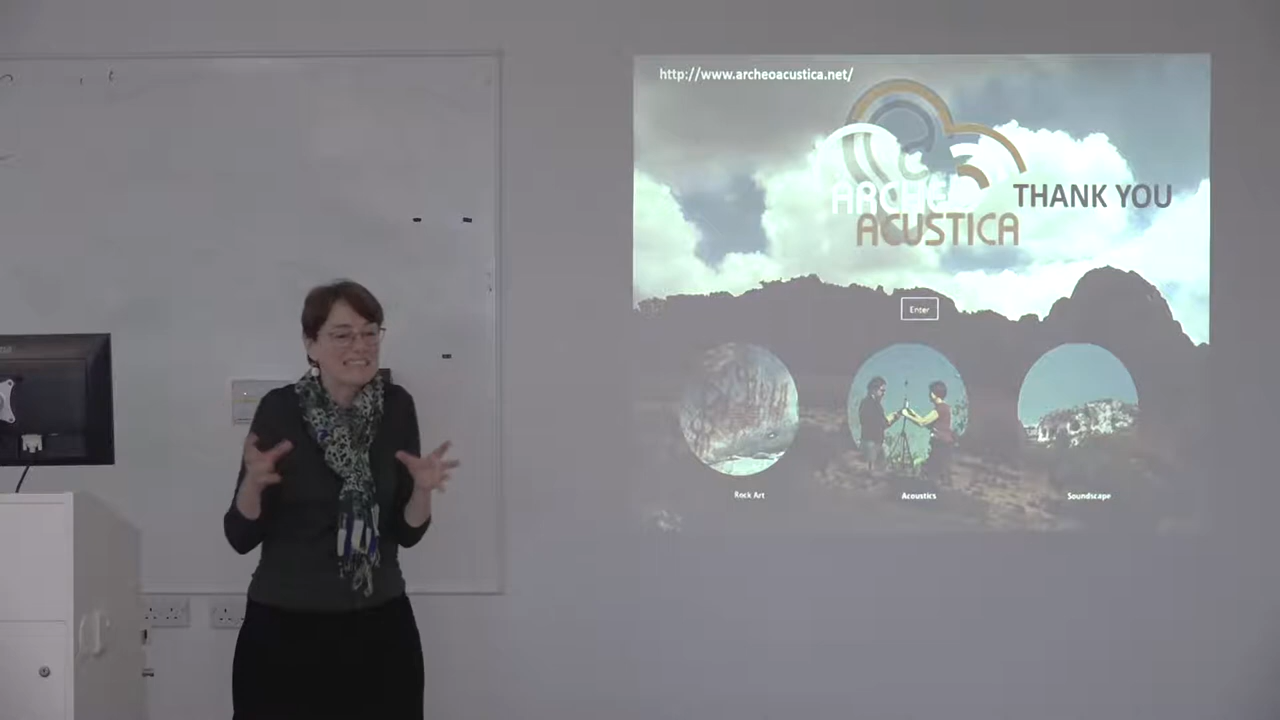 http://www.archeoacustica.net/
ARCHEO
ACUSTICA
THANK YOU
Enter
Rock Art
Acoustics
Soundscape